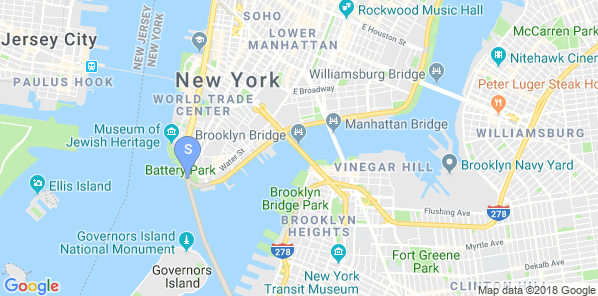 Rockwood Music Hall
SOHO
E Houston St
McCarren Park
LOWER
MANHATTAN
Jersey City
NEW JERSEY
NEW YORK
Nitehawk Cinem
PAULUS HOOK
New York
Williamsburg Bridge
E Broadway
Peter Luger Steak Ho
WORLD TRADE
CENTER
Museum of
Jewish Heritage
Brooklyn Bridge
Manhattan Bridge
WILLIAMSBURG
S
Water St
Battery Park
VINEGAR HILL
Brooklyn Navy Yard
Ellis Island
Brooklyn
Bridge Park
Flushing Ave
278
BROOKLYN
HEIGHTS
Governors Island
National Monument
278
Myrtle Ave
New York
Transit Museum
Fort Greene
Park
Dekalb Ave
Governors
Island
CLINTON HILL
Google
Map data ©2018 Google